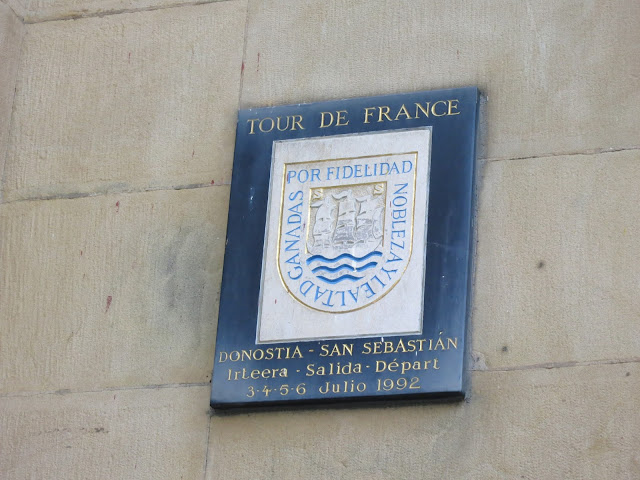 TOUR DE FRANCE
POR FIDELIDAD
NOBLEZA Y LEALTAD
GANADAS
DONOSTIA - SAN SEBASTIÁN
Irteera - Salida - Départ
3-4-5-6 Julio 1992